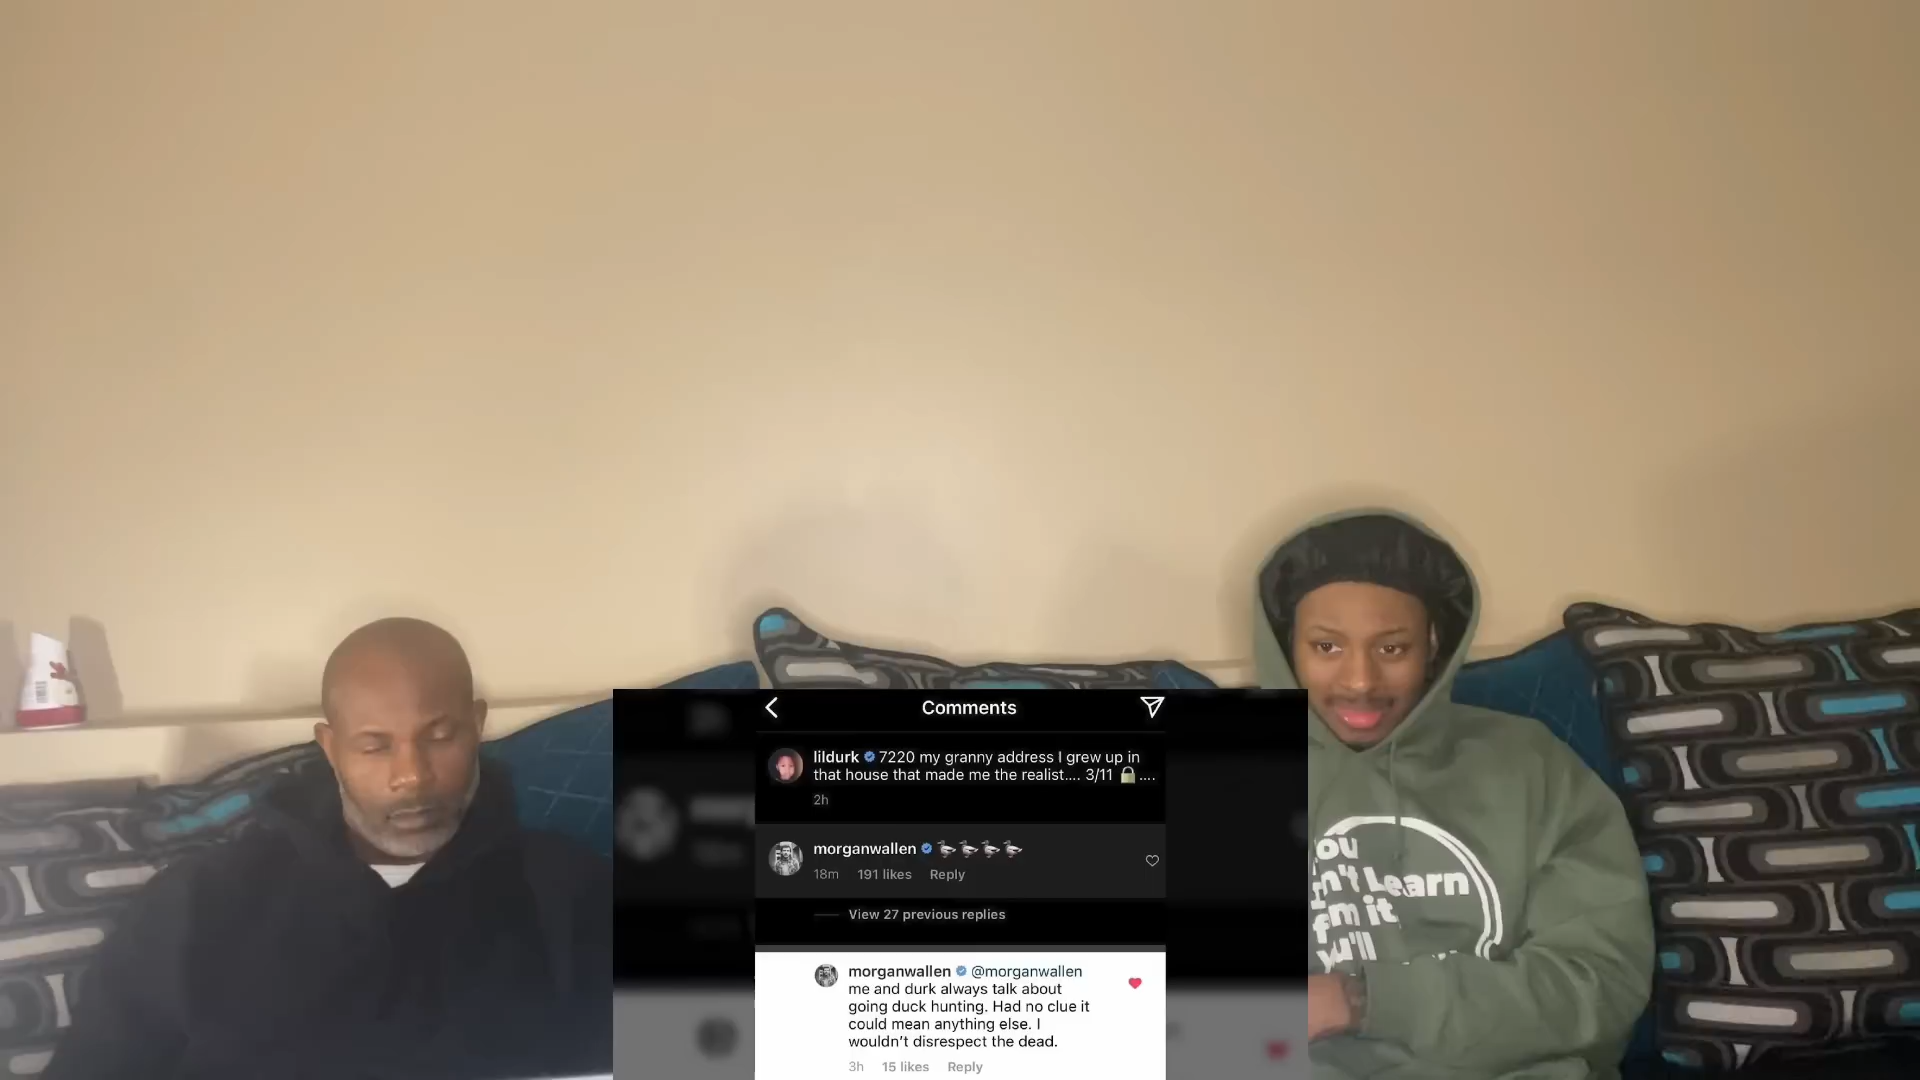 Comments
lildurk 7220 my granny address I grew up in
that house that made me the realist.... 3/11 🔒....
2h
morganwallen 🦆🦆🦆🦆
18m 191 likes Reply
View 27 previous replies
morganwallen @morganwallen
me and durk always talk about
going duck hunting. Had no clue it
could mean anything else. I
wouldn't disrespect the dead.
3h 15 likes Reply
ou
n't Learn
fm it
u'll